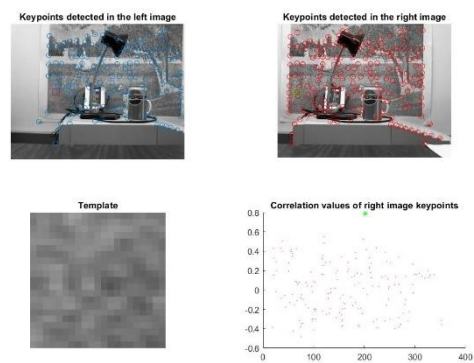 Keypoints detected in the left image
Keypoints detected in the right image
Template
Correlation values of right image keypoints
0.8
0.6
0.4
0.2
0
-0.2
-0.4
-0.6
0 100 200 300 400